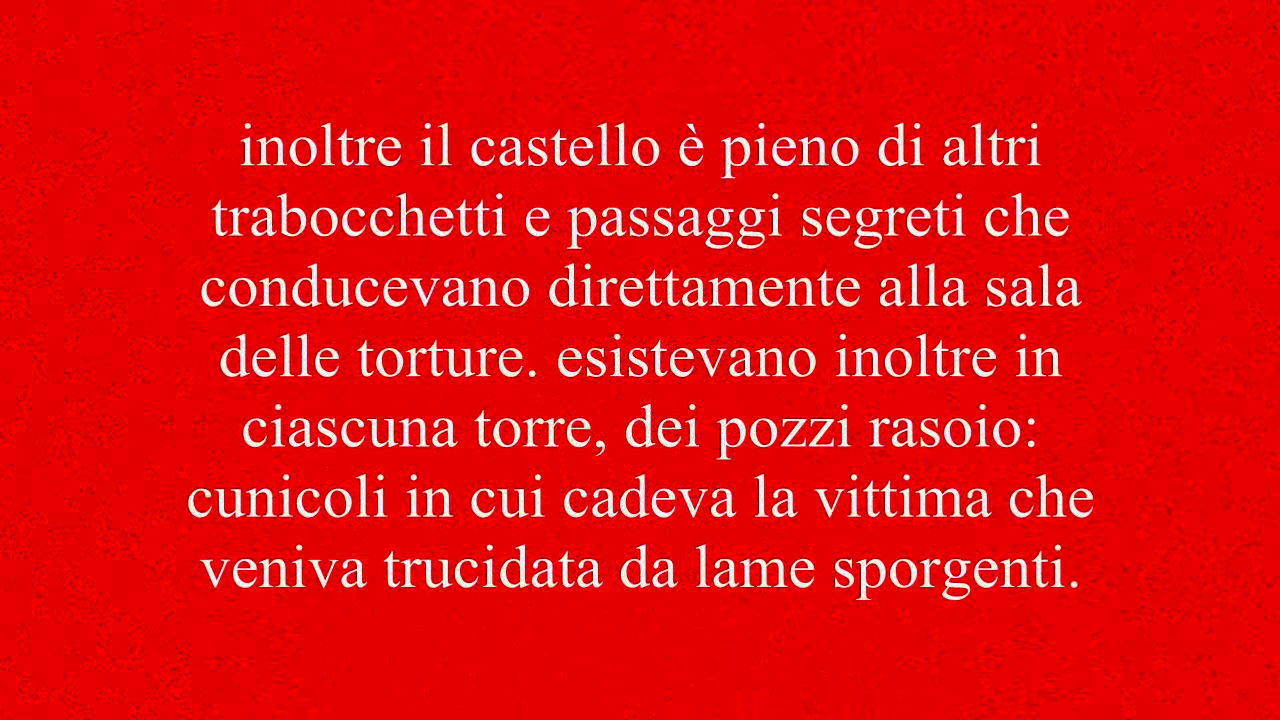 inoltre il castello è pieno di altri
trabocchetti e passaggi segreti che
conducevano direttamente alla sala
delle torture. esistevano inoltre in
ciascuna torre, dei pozzi rasoio:
cunicoli in cui cadeva la vittima che
veniva trucidata da lame sporgenti.